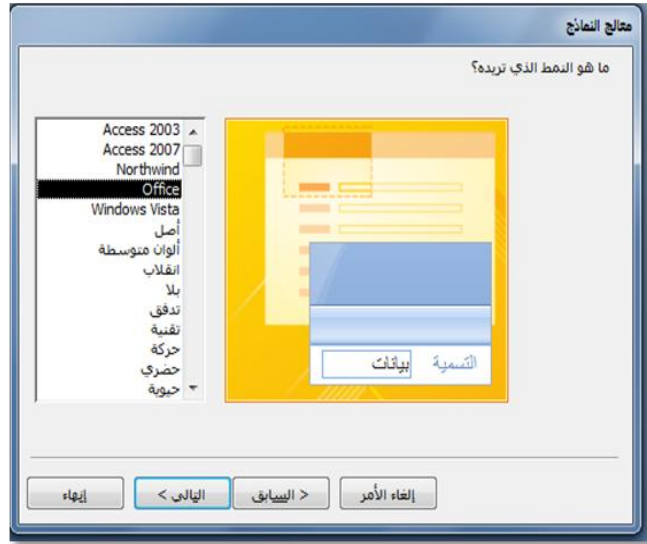 معالج النماذج
ما هو النمط الذي تريده؟
Access 2003
Access 2007
Northwind
Office
Windows Vista
أصل
ألوان متوسطة
انقلاب
بلا
تدفق
تقنية
حركة
حضري
حيوية
التسمية بيانات
إلغاء الأمر < السابق التالي > إنهاء